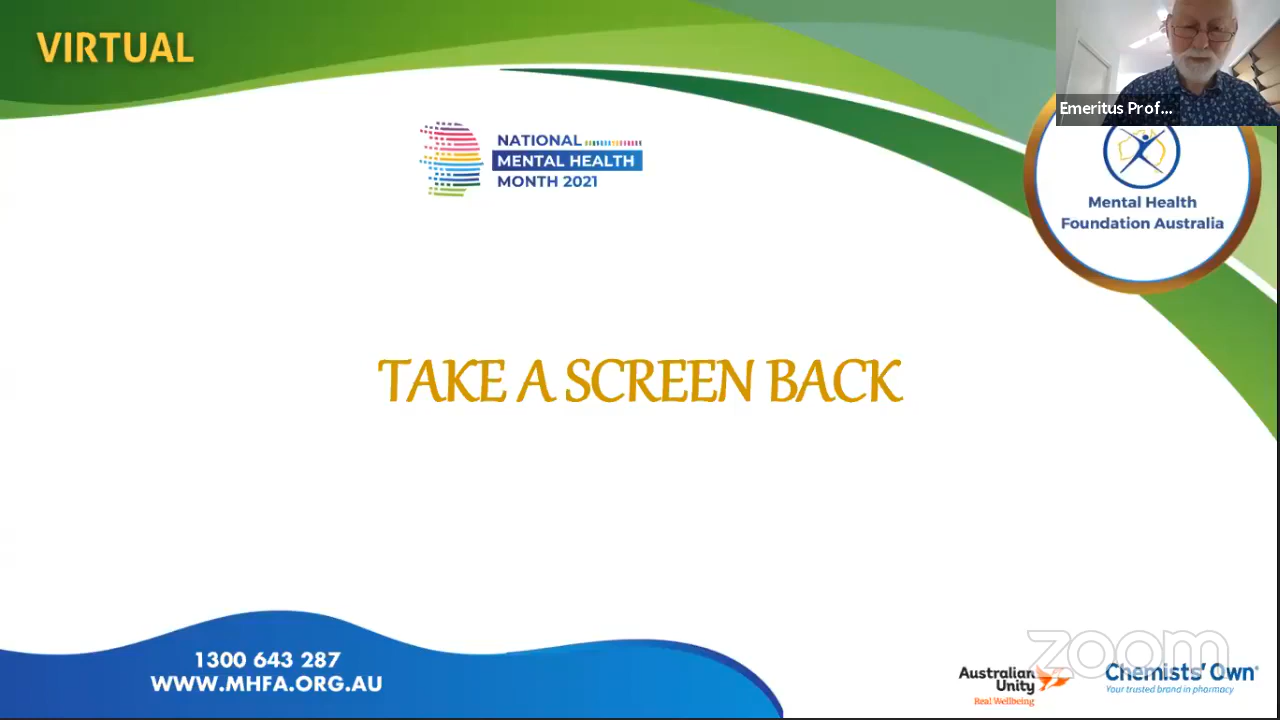 VIRTUAL
Emeritus Prof...
NATIONAL
MENTAL HEALTH
MONTH 2021
Mental Health
Foundation Australia
TAKE A SCREEN BACK
1300 643 287
WWW.MHFA.ORG.AU
zoom
Australian
Unity
Real Wellbeing
Chemists' Own
Your trusted brand in pharmacy